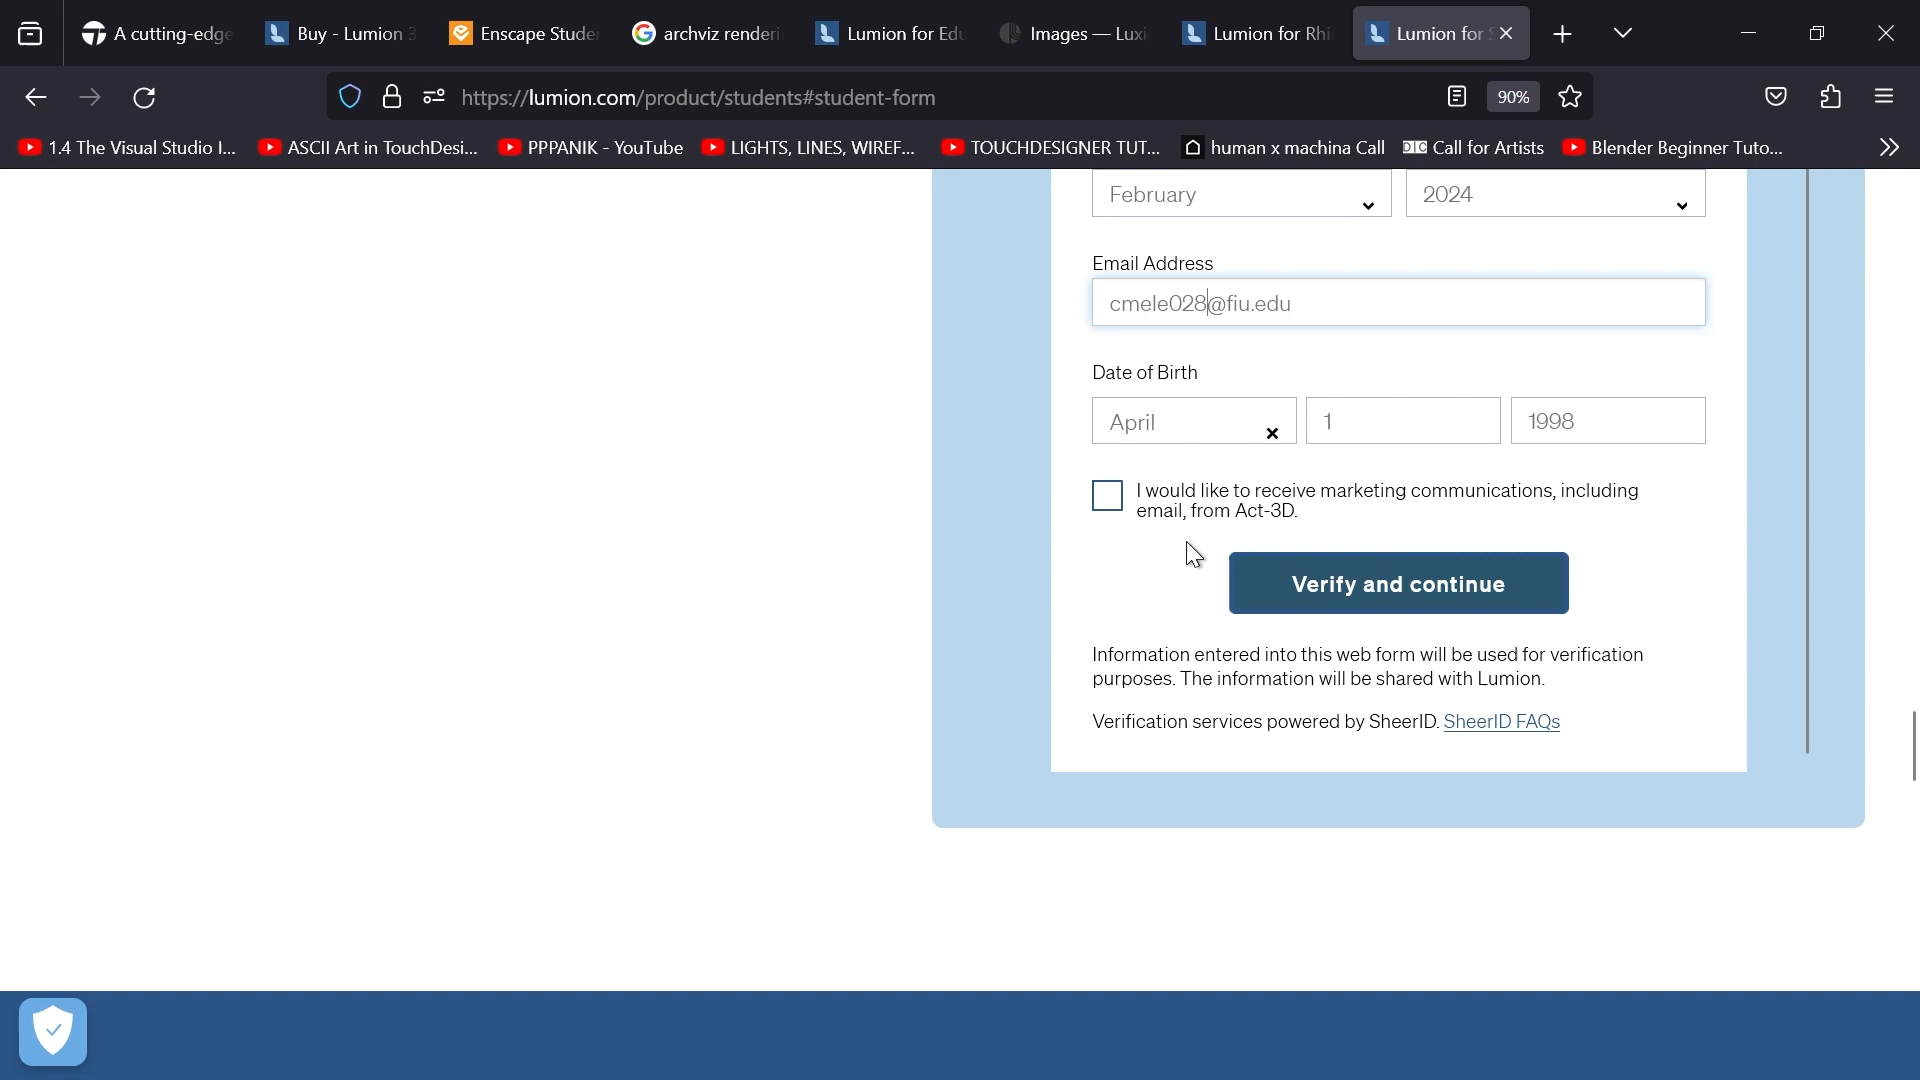 A cutting-edge
Buy - Lumion 3
Enscape Stude
archviz renderi
Lumion for Edu
Images — Luxi
Lumion for Rhi
Lumion for S
https://lumion.com/product/students#student-form
90%
1.4 The Visual Studio I...
ASCII Art in TouchDesi...
PPPANIK - YouTube
LIGHTS, LINES, WIREF...
TOUCHDESIGNER TUT...
human x machina Call
DIC Call for Artists
Blender Beginner Tuto...
February
2024
Email Address
cmele028@fiu.edu
Date of Birth
April
1
1998
I would like to receive marketing communications, including
email, from Act-3D.
Verify and continue
Information entered into this web form will be used for verification
purposes. The information will be shared with Lumion.
Verification services powered by SheerID. SheerID FAQs